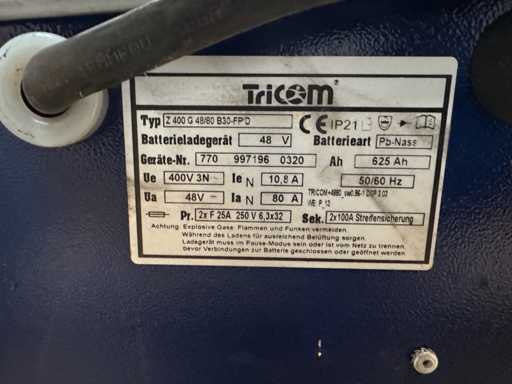 TriCOM®
Typ Z 400 G 48/80 B30-FP D CE IP21
Batterieladegerät 48 V Batterieart Pb-Nass
Geräte-Nr. 770 997196 0320 Ah 625 Ah
Ue 400V 3N~ Ie N 10,8 A 50/60 Hz
Ua 48V⎓ Ia N 80 A
Pr. 2x F 25A 250 V 6,3x32 Sek. 2x100A Streifensicherung
Achtung: Explosive Gase. Flammen und Funken vermeiden.
Während des Ladens für ausreichende Belüftung sorgen.
Ladegerät muss im Pause-Modus sein oder ist vom Netz zu trennen,
bevor Verbindungen zur Batterie geschlossen oder geöffnet werden